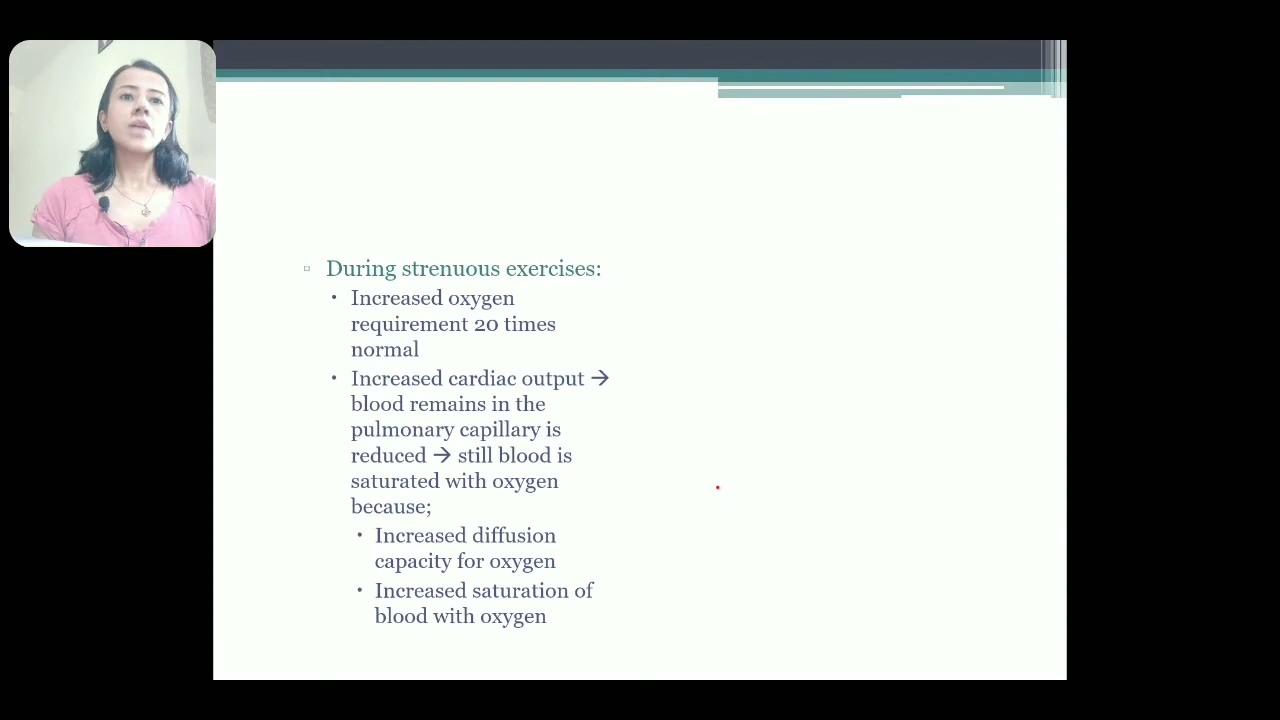 During strenuous exercises:
Increased oxygen
requirement 20 times
normal
Increased cardiac output →
blood remains in the
pulmonary capillary is
reduced → still blood is
saturated with oxygen
because;
Increased diffusion
capacity for oxygen
Increased saturation of
blood with oxygen